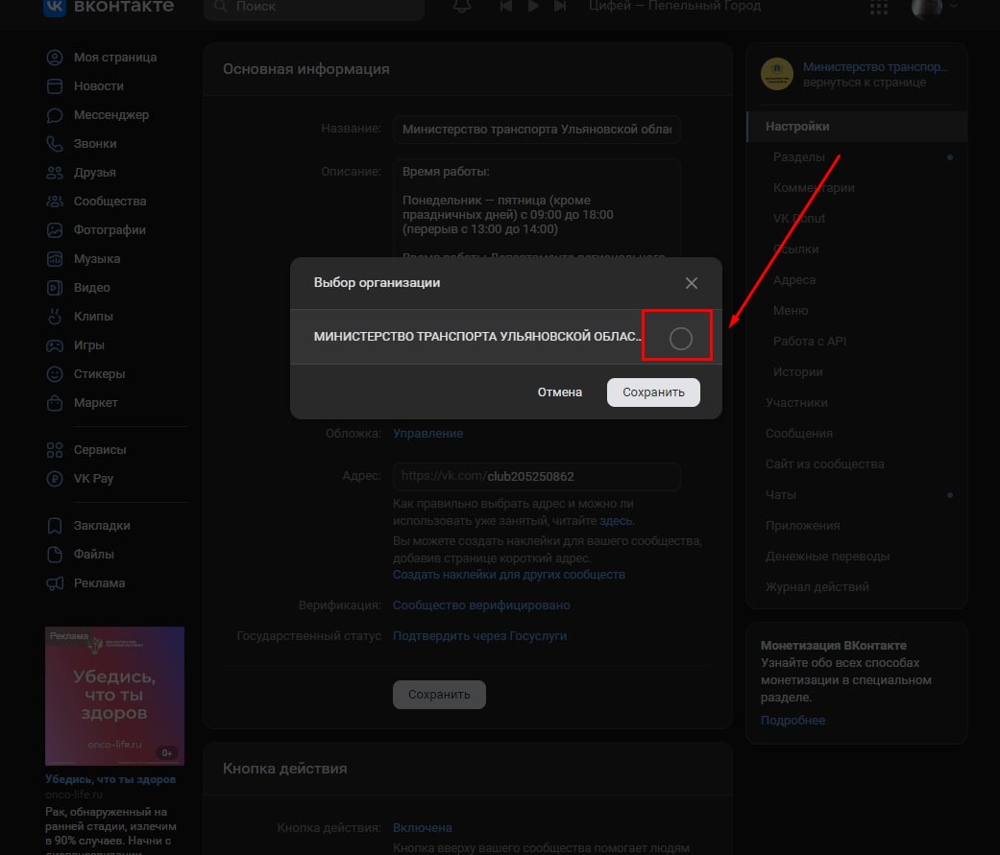 вконтакте
Поиск
Цифей — Пепельный Город
Моя страница
Новости
Мессенджер
Звонки
Друзья
Сообщества
Фотографии
Музыка
Видео
Клипы
Игры
Стикеры
Маркет
Сервисы
VK Pay
Закладки
Файлы
Реклама
Реклама
Убедись,
что ты
здоров
onco-life.ru
0+
Убедись, что ты здоров
onco-life.ru
Рак, обнаруженный на
ранней стадии, излечим
в 90% случаев. Начни с
Основная информация
Название: Министерство транспорта Ульяновской облас
Описание: Время работы:
Понедельник — пятница (кроме
праздничных дней) с 09:00 до 18:00
(перерыв с 13:00 до 14:00)
Время работы Департамента регионального
Выбор организации
МИНИСТЕРСТВО ТРАНСПОРТА УЛЬЯНОВСКОЙ ОБЛАС...
Отмена
Сохранить
Обложка: Управление
Адрес: https://vk.com/club205250862
Как правильно выбрать адрес и можно ли
использовать уже занятый, читайте здесь.
Вы можете создать наклейки для вашего сообщества,
добавив странице короткий адрес.
Создать наклейки для других сообществ
Верификация: Сообщество верифицировано
Государственный статус Подтвердить через Госуслуги
Сохранить
Кнопка действия
Кнопка действия: Включена
Кнопка вверху вашего сообщества помогает людям
Министерство транспор...
вернуться к странице
Настройки
Разделы
Комментарии
VK Donut
Ссылки
Адреса
Меню
Работа с API
Истории
Участники
Сообщения
Сайт из сообщества
Чаты
Приложения
Денежные переводы
Журнал действий
Монетизация ВКонтакте
Узнайте обо всех способах
монетизации в специальном
разделе.
Подробнее